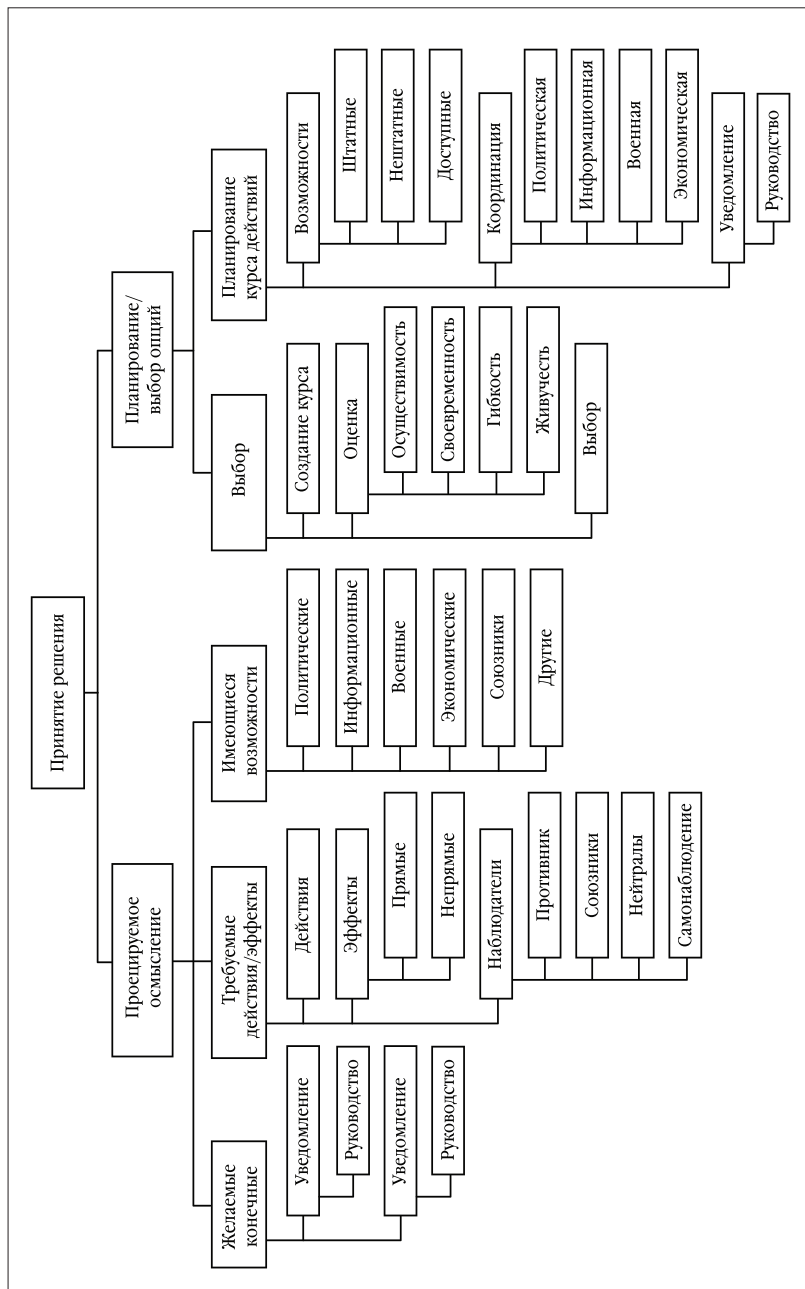 Принятие решения
Проецируемое
осмысление
Желаемые
конечные
Уведомление
Руководство
Уведомление
Руководство
Требуемые
действия/эффекты
Действия
Эффекты
Прямые
Непрямые
Наблюдатели
Противник
Союзники
Нейтралы
Самонаблюдение
Имеющиеся
возможности
Политические
Информационные
Военные
Экономические
Союзники
Другие
Планирование/
выбор опций
Выбор
Создание курса
Оценка
Осуществимость
Своевременность
Гибкость
Живучесть
Выбор
Планирование
курса действий
Возможности
Штатные
Нештатные
Доступные
Координация
Политическая
Информационная
Военная
Экономическая
Уведомление
Руководство